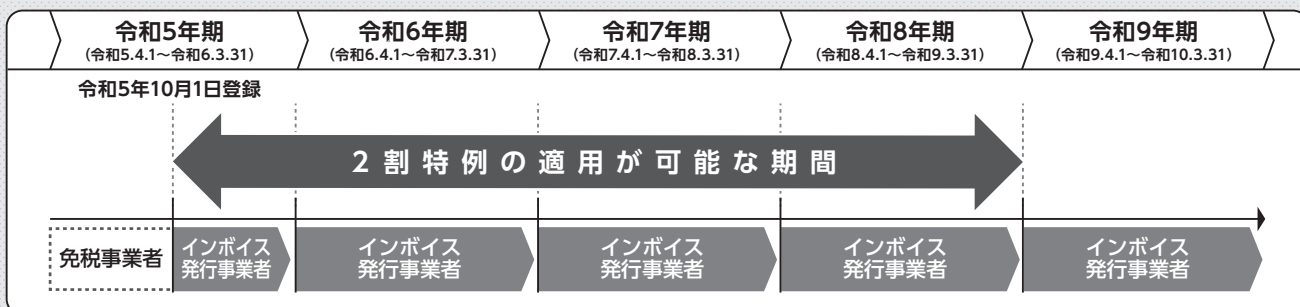 令和5年期
(令和5.4.1～令和6.3.31)
令和6年期
(令和6.4.1～令和7.3.31)
令和7年期
(令和7.4.1～令和8.3.31)
令和8年期
(令和8.4.1～令和9.3.31)
令和9年期
(令和9.4.1～令和10.3.31)
令和5年10月1日登録
2割特例の適用が可能な期間
免税事業者
インボイス
発行事業者
インボイス
発行事業者
インボイス
発行事業者
インボイス
発行事業者
インボイス
発行事業者